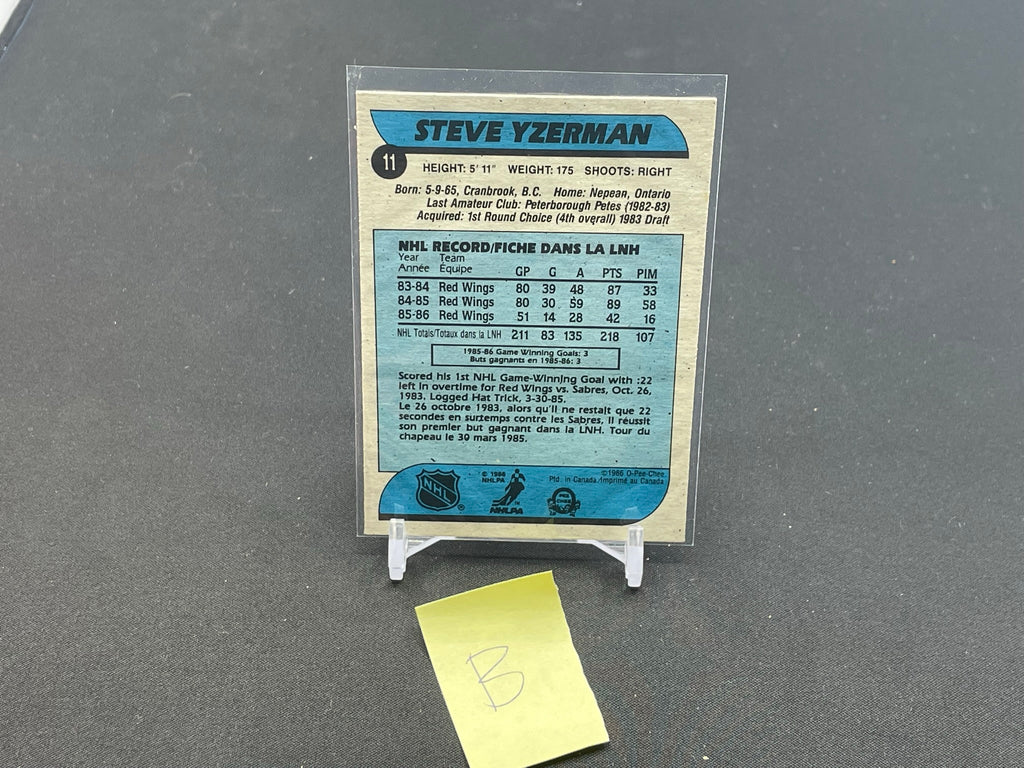 STEVE YZERMAN
11
HEIGHT: 5' 11" WEIGHT: 175 SHOOTS: RIGHT
Born: 5-9-65, Cranbrook, B.C. Home: Nepean, Ontario
Last Amateur Club: Peterborough Petes (1982-83)
Acquired: 1st Round Choice (4th overall) 1983 Draft
NHL RECORD/FICHE DANS LA LNH
Year Team
Année Équipe GP G A PTS PIM
83-84 Red Wings 80 39 48 87 33
84-85 Red Wings 80 30 59 89 58
85-86 Red Wings 51 14 28 42 16
NHL Totals/Totaux dans la LNH 211 83 135 218 107
1985-86 Game Winning Goals: 3
Buts gagnants en 1985-86: 3
Scored his 1st NHL Game-Winning Goal with :22
left in overtime for Red Wings vs. Sabres, Oct. 26,
1983. Logged Hat Trick, 3-30-85.
Le 26 octobre 1983, alors qu'il ne restait que 22
secondes en surtemps contre les Sabres, il réussit
son premier but gagnant dans la LNH. Tour du
chapeau le 30 mars 1985.
NHL
© 1986
NHLPA
NHLPA
©1986 O-Pee-Chee
Ptd. in Canada/Imprimé au Canada
PEE
CHEE
B